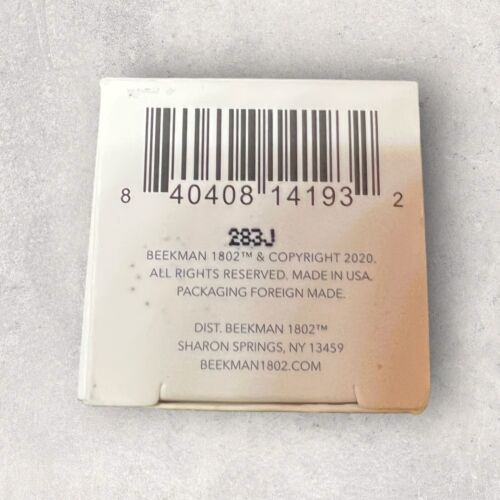 8 40408 14193 2
283J
BEEKMAN 1802™ & COPYRIGHT 2020.
ALL RIGHTS RESERVED. MADE IN USA.
PACKAGING FOREIGN MADE.
DIST. BEEKMAN 1802™
SHARON SPRINGS, NY 13459
BEEKMAN1802.COM